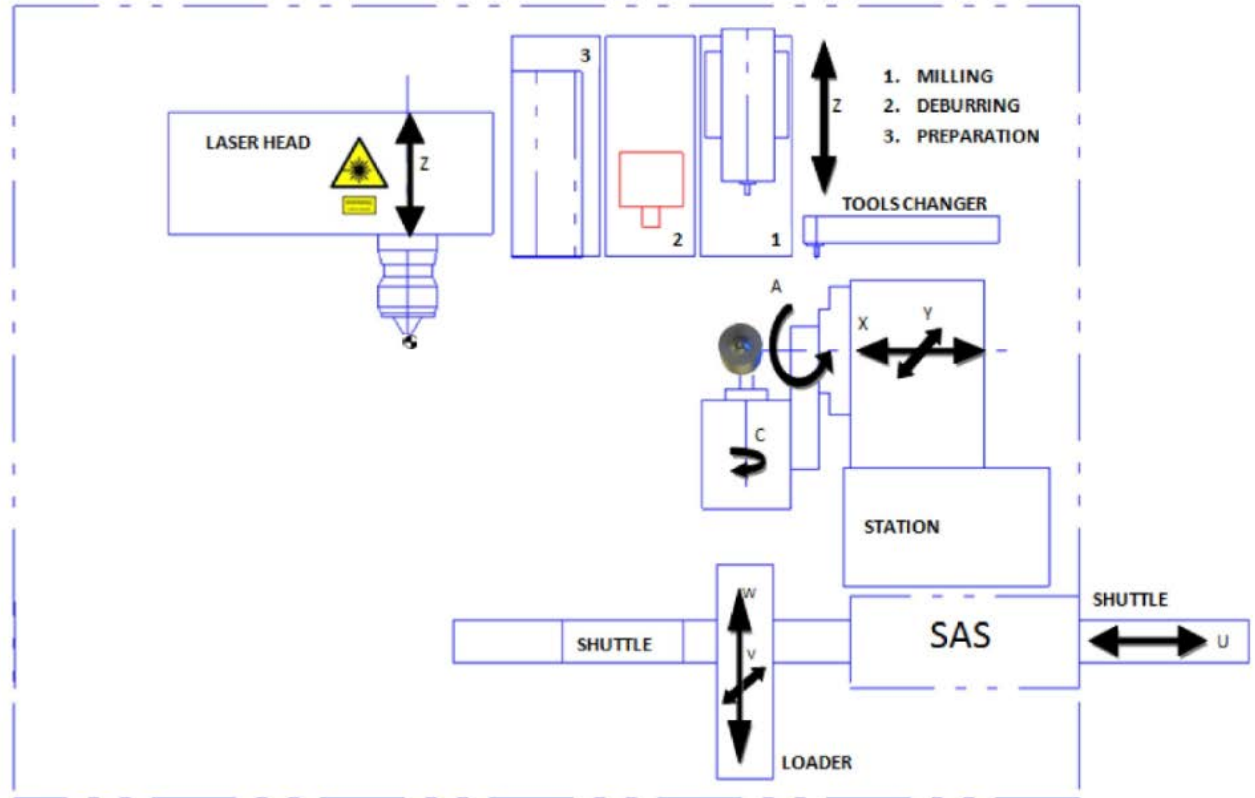 3
1. MILLING
2. DEBURRING
3. PREPARATION
Z
LASER HEAD
Z
TOOLS CHANGER
2
1
A
X
Y
C
STATION
W
SHUTTLE
SHUTTLE
V
SAS
U
LOADER